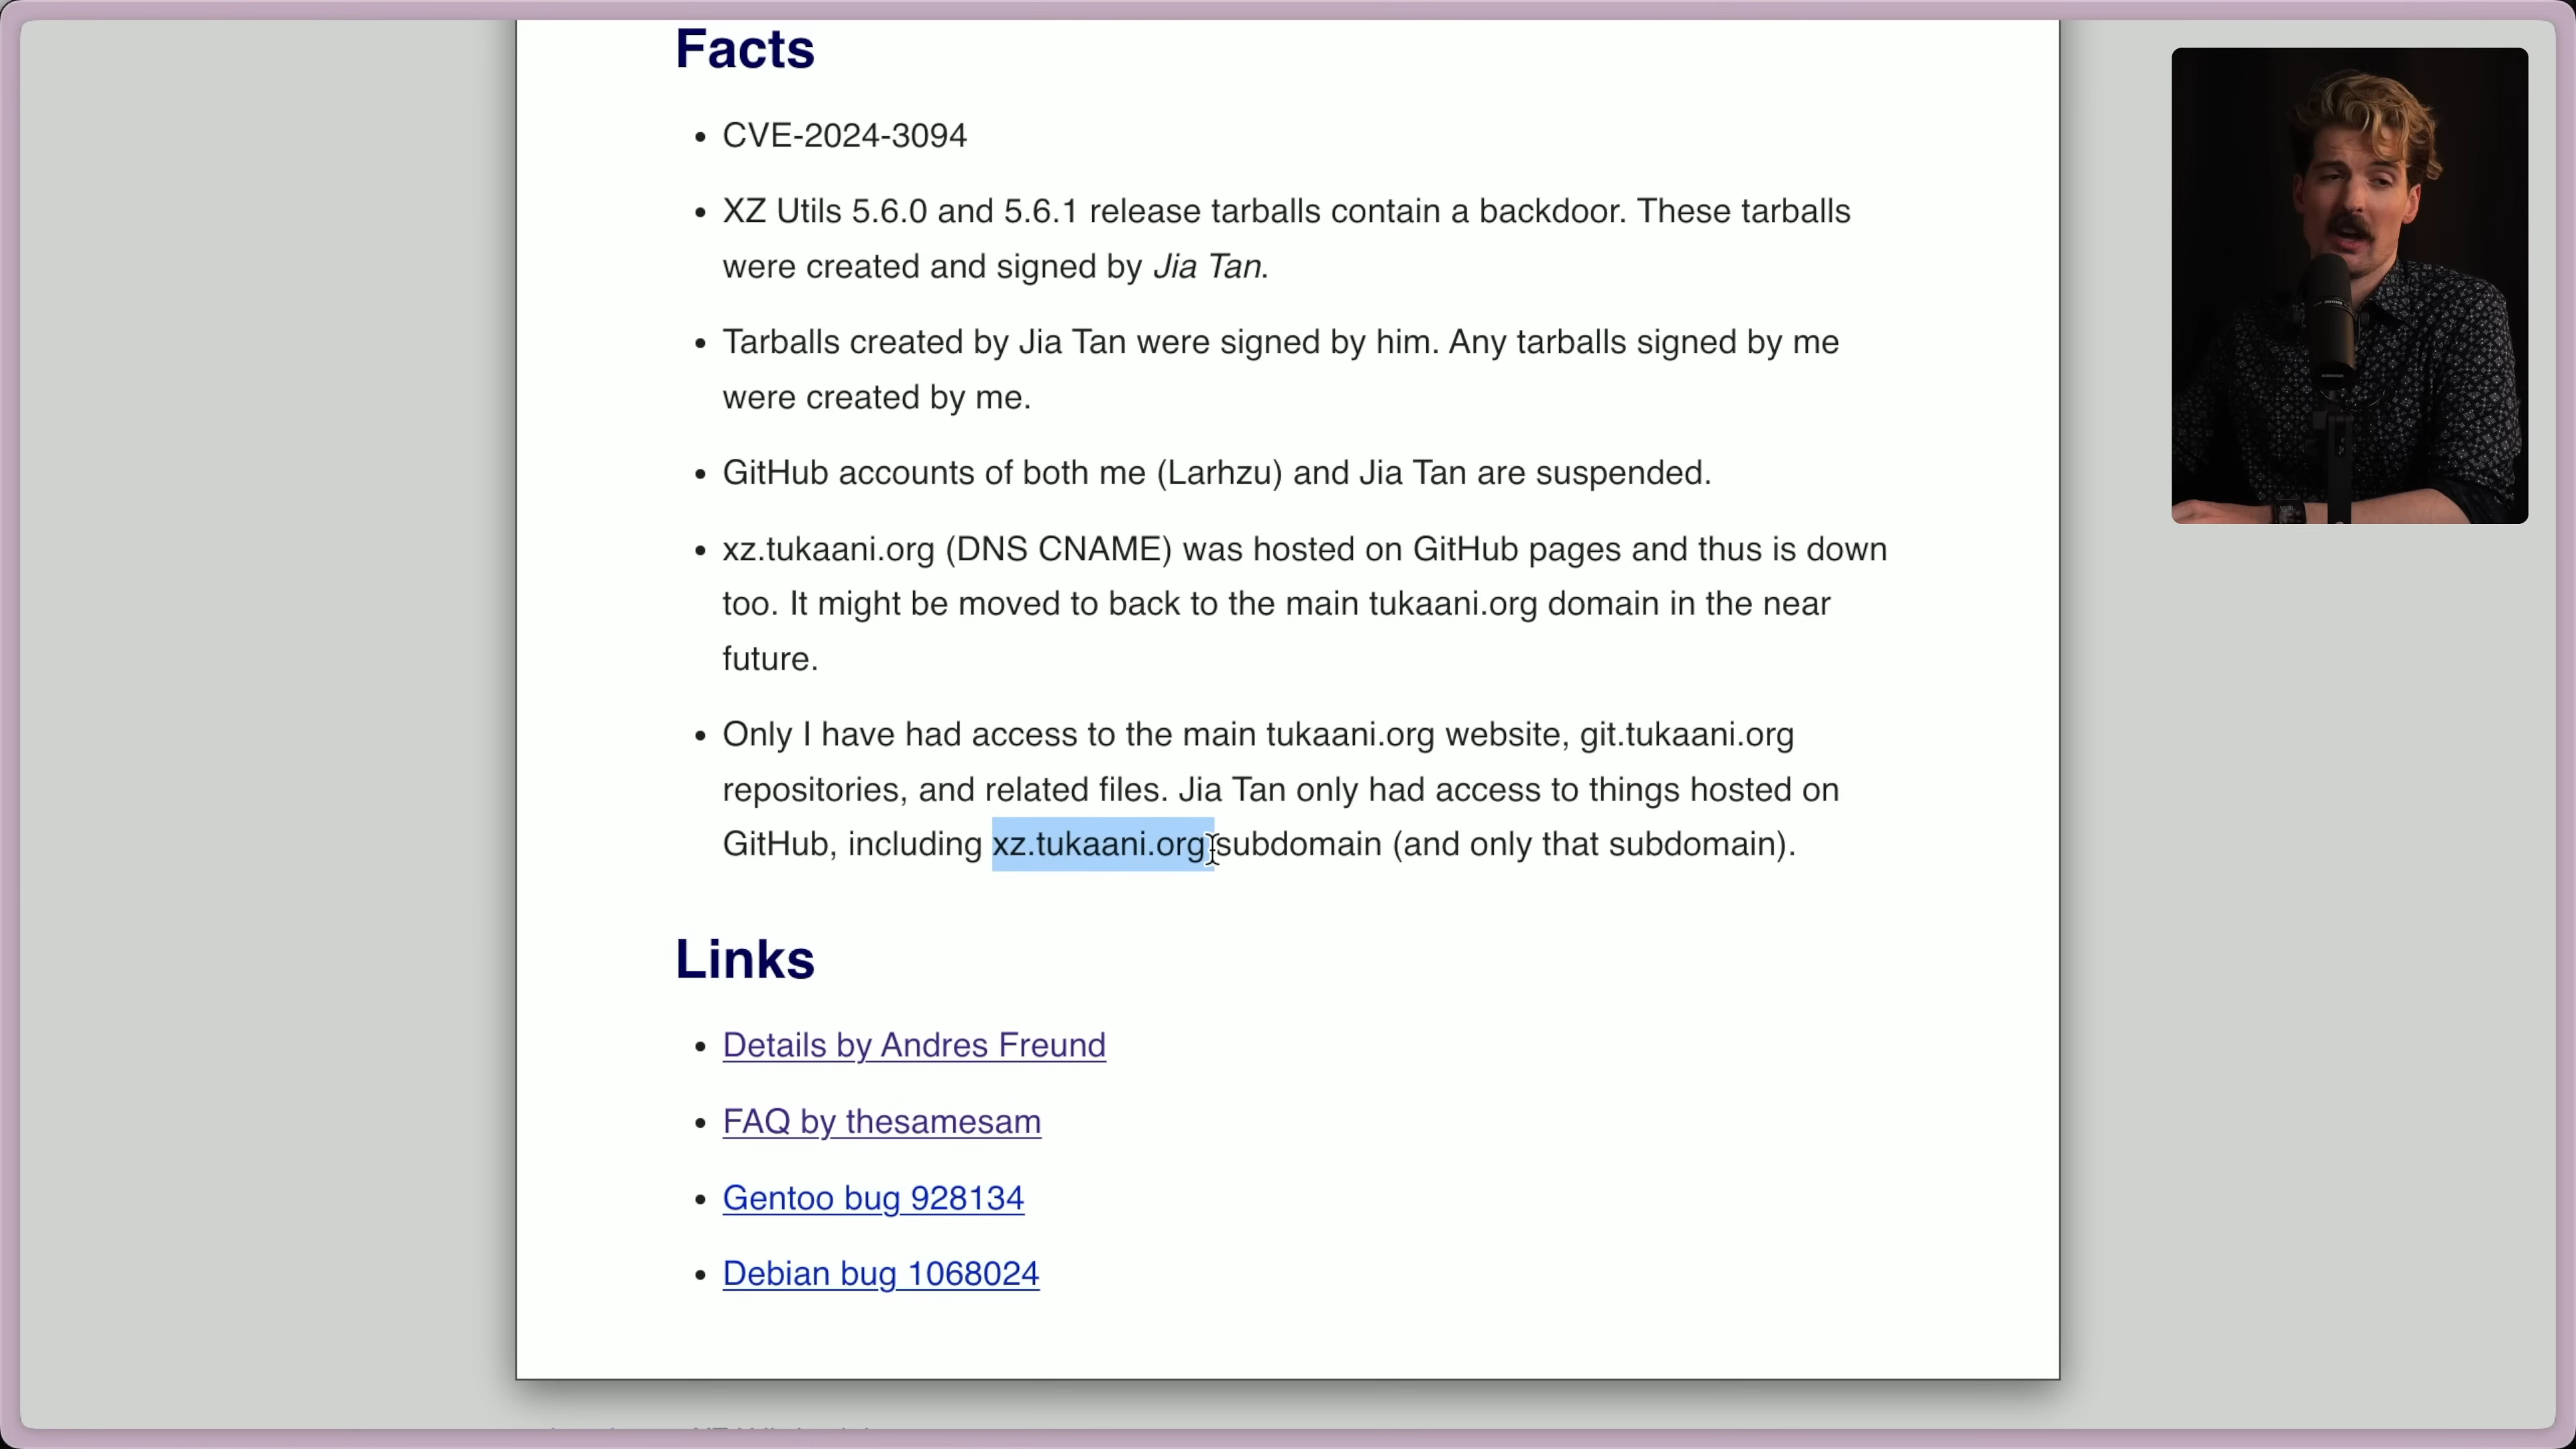 Facts
• CVE-2024-3094
• XZ Utils 5.6.0 and 5.6.1 release tarballs contain a backdoor. These tarballs
were created and signed by Jia Tan.
• Tarballs created by Jia Tan were signed by him. Any tarballs signed by me
were created by me.
• GitHub accounts of both me (Larhzu) and Jia Tan are suspended.
• xz.tukaani.org (DNS CNAME) was hosted on GitHub pages and thus is down
too. It might be moved to back to the main tukaani.org domain in the near
future.
• Only I have had access to the main tukaani.org website, git.tukaani.org
repositories, and related files. Jia Tan only had access to things hosted on
GitHub, including xz.tukaani.org subdomain (and only that subdomain).
Links
• Details by Andres Freund
• FAQ by thesamesam
• Gentoo bug 928134
• Debian bug 1068024